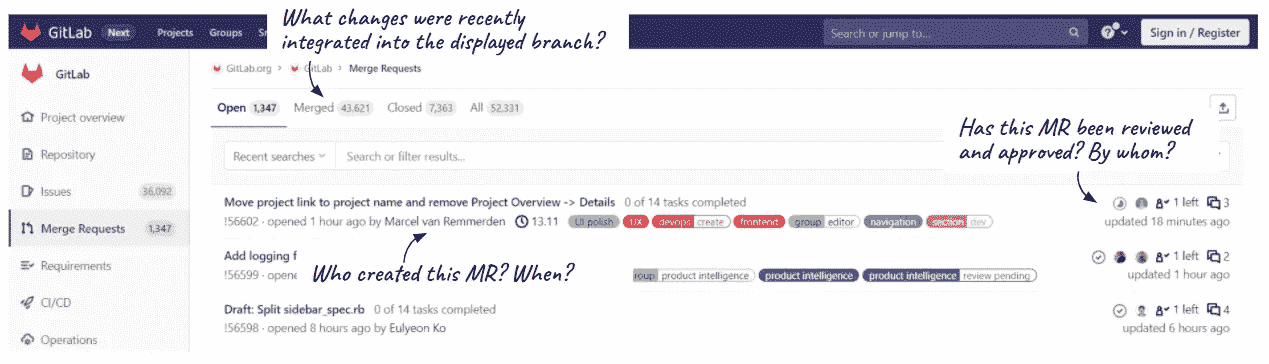 What changes were recently
integrated into the displayed branch?
GitLab Next Projects Groups Search or jump to... Sign in / Register
GitLab
GitLab.org > GitLab > Merge Requests
Open 1,347 Merged 43,621 Closed 7,363 All 52,331
Project overview
Repository
Issues 36,092
Merge Requests 1,347
Requirements
CI/CD
Operations
Has this MR been reviewed
and approved? By whom?
Recent searches Search or filter results...
Move project link to project name and remove Project Overview -> Details 0 of 14 tasks completed 1 left 3
!56602 · opened 1 hour ago by Marcel van Remmerden 13.11 UI polish UX devops create frontend group editor navigation section dev updated 18 minutes ago
Add logging 1 left 2
Who created this MR? When?
!56599 · product intelligence product intelligence product intelligence review pending updated 1 hour ago
Draft: Split sidebar_spec.rb 0 of 14 tasks completed 1 left 4
!56598 · opened 8 hours ago by Eulyeon Ko updated 6 hours ago